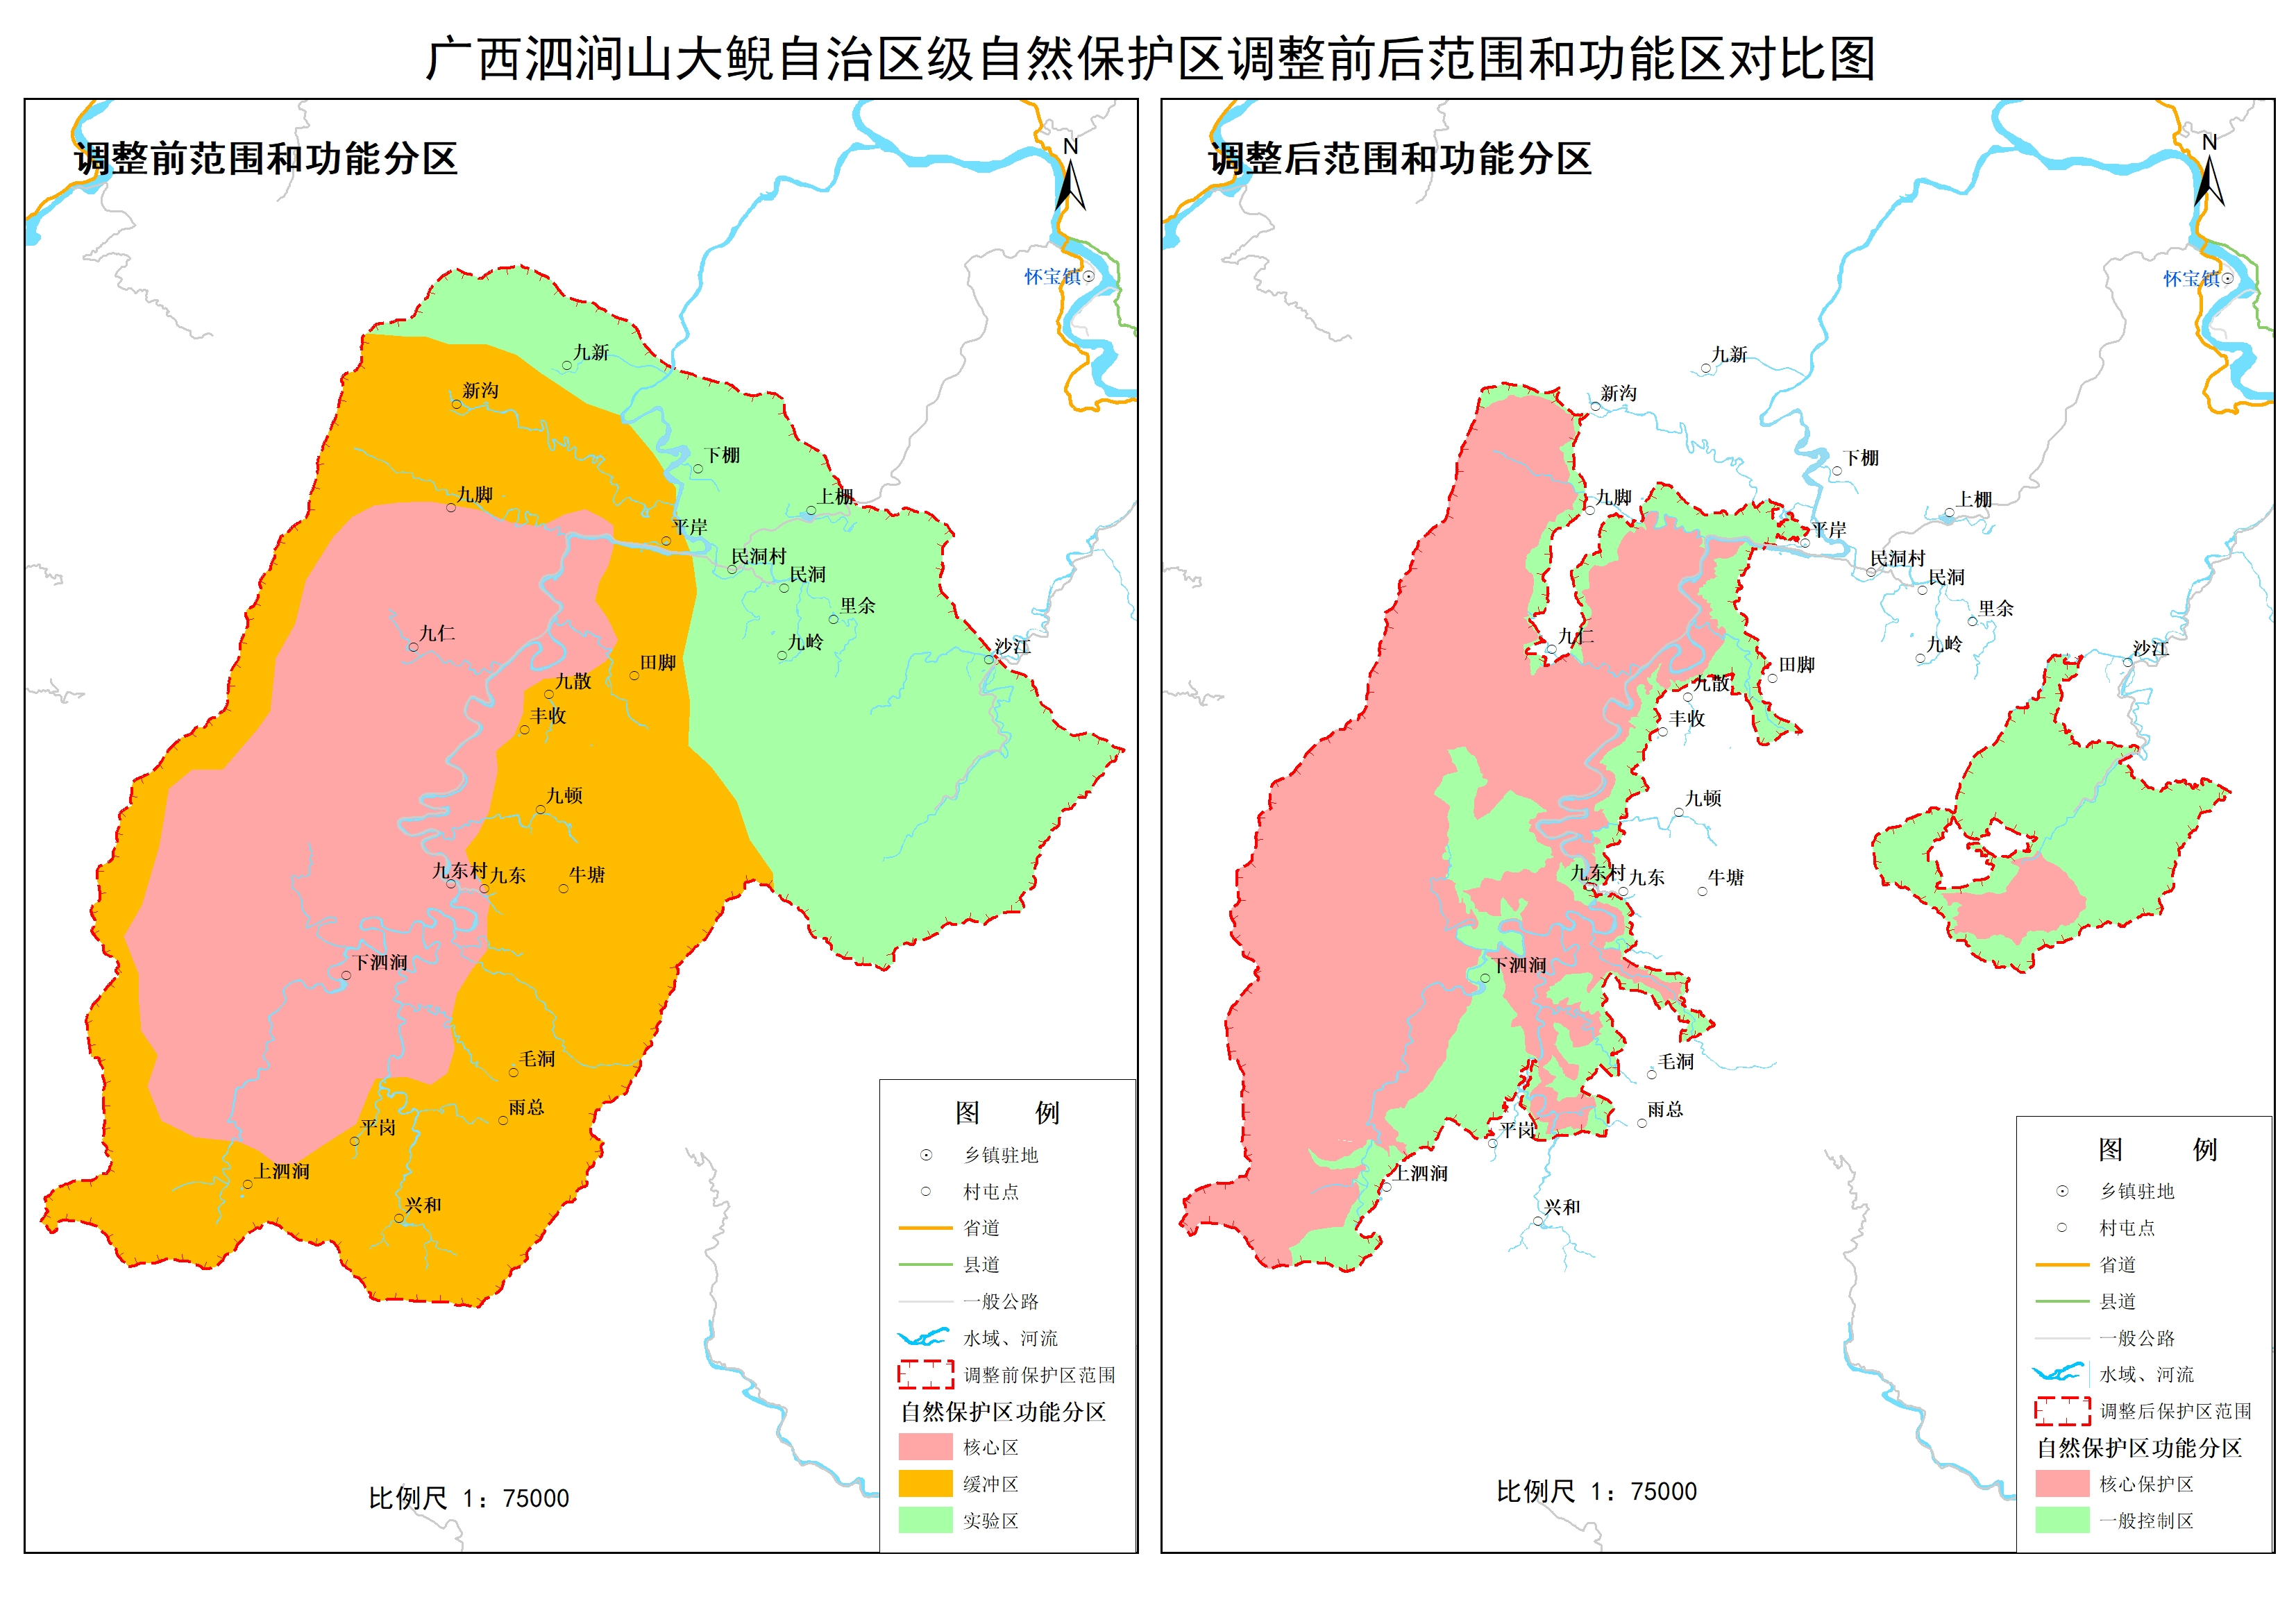 广西泗涧山大鲵自治区级自然保护区调整前后范围和功能区对比图
调整前范围和功能分区
N
怀宝镇
九新
新沟
下棚
九脚
上棚
平岸
民洞村
民洞
里余
九仁
九岭
沙江
田脚
九散
丰收
九顿
九东村
九东
牛塘
下泗涧
毛洞
雨总
平岗
上泗涧
兴和
比例尺 1：75000
图 例
乡镇驻地
村屯点
省道
县道
一般公路
水域、河流
调整前保护区范围
自然保护区功能分区
核心区
缓冲区
实验区
调整后范围和功能分区
N
怀宝镇
九新
新沟
下棚
九脚
上棚
平岸
民洞村
民洞
里余
九仁
九岭
沙江
田脚
九散
丰收
九顿
九东村
九东
牛塘
下泗涧
毛洞
雨总
平岗
上泗涧
兴和
比例尺 1：75000
图 例
乡镇驻地
村屯点
省道
县道
一般公路
水域、河流
调整后保护区范围
自然保护区功能分区
核心保护区
一般控制区